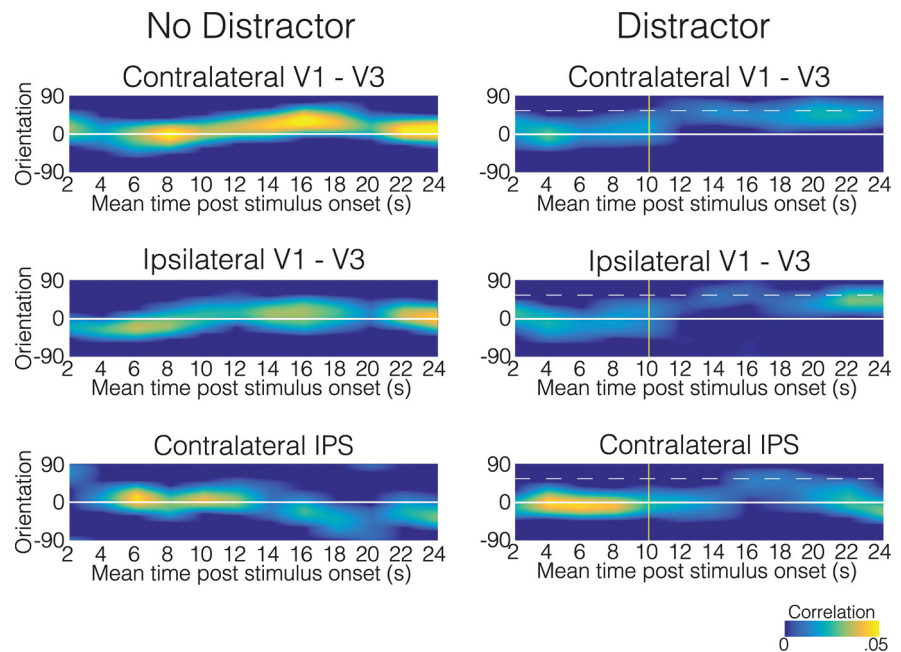 No Distractor
Distractor
Contralateral V1 - V3
Orientation
90
0
-90
2 4 6 8 10 12 14 16 18 20 22 24
Mean time post stimulus onset (s)
Contralateral V1 - V3
90
0
-90
2 4 6 8 10 12 14 16 18 20 22 24
Mean time post stimulus onset (s)
Ipsilateral V1 - V3
Orientation
90
0
-90
2 4 6 8 10 12 14 16 18 20 22 24
Mean time post stimulus onset (s)
Ipsilateral V1 - V3
90
0
-90
2 4 6 8 10 12 14 16 18 20 22 24
Mean time post stimulus onset (s)
Contralateral IPS
Orientation
90
0
-90
2 4 6 8 10 12 14 16 18 20 22 24
Mean time post stimulus onset (s)
Contralateral IPS
90
0
-90
2 4 6 8 10 12 14 16 18 20 22 24
Mean time post stimulus onset (s)
Correlation
0 .05